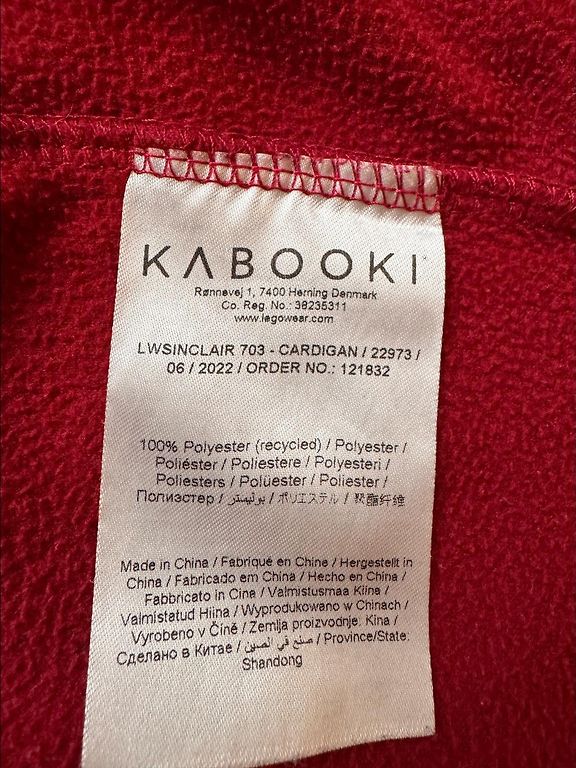 KΛBOOKI
Rønnevej 1, 7400 Herning Denmark
Co. Reg. No.: 38235311
www.legowear.com
LWSINCLAIR 703 - CARDIGAN / 22973 /
06 / 2022 / ORDER NO.: 121832
100% Polyester (recycled) / Polyester /
Poliéster / Poliestere / Polyesteri /
Poliesters / Polüester / Poliester /
Полиэстер / بوليستر / ポリエステル / 聚酯纤维
Made in China / Fabriqué en Chine / Hergestellt in
China / Fabricado em China / Hecho en China /
Fabbricato in Cina / Valmistusmaa Kiina /
Valmistatud Hiina / Wyprodukowano w Chinach /
Vyrobeno v Číně / Zemlja proizvodnje: Kina /
Сделано в Китае / صنع في الصين / Province/State:
Shandong